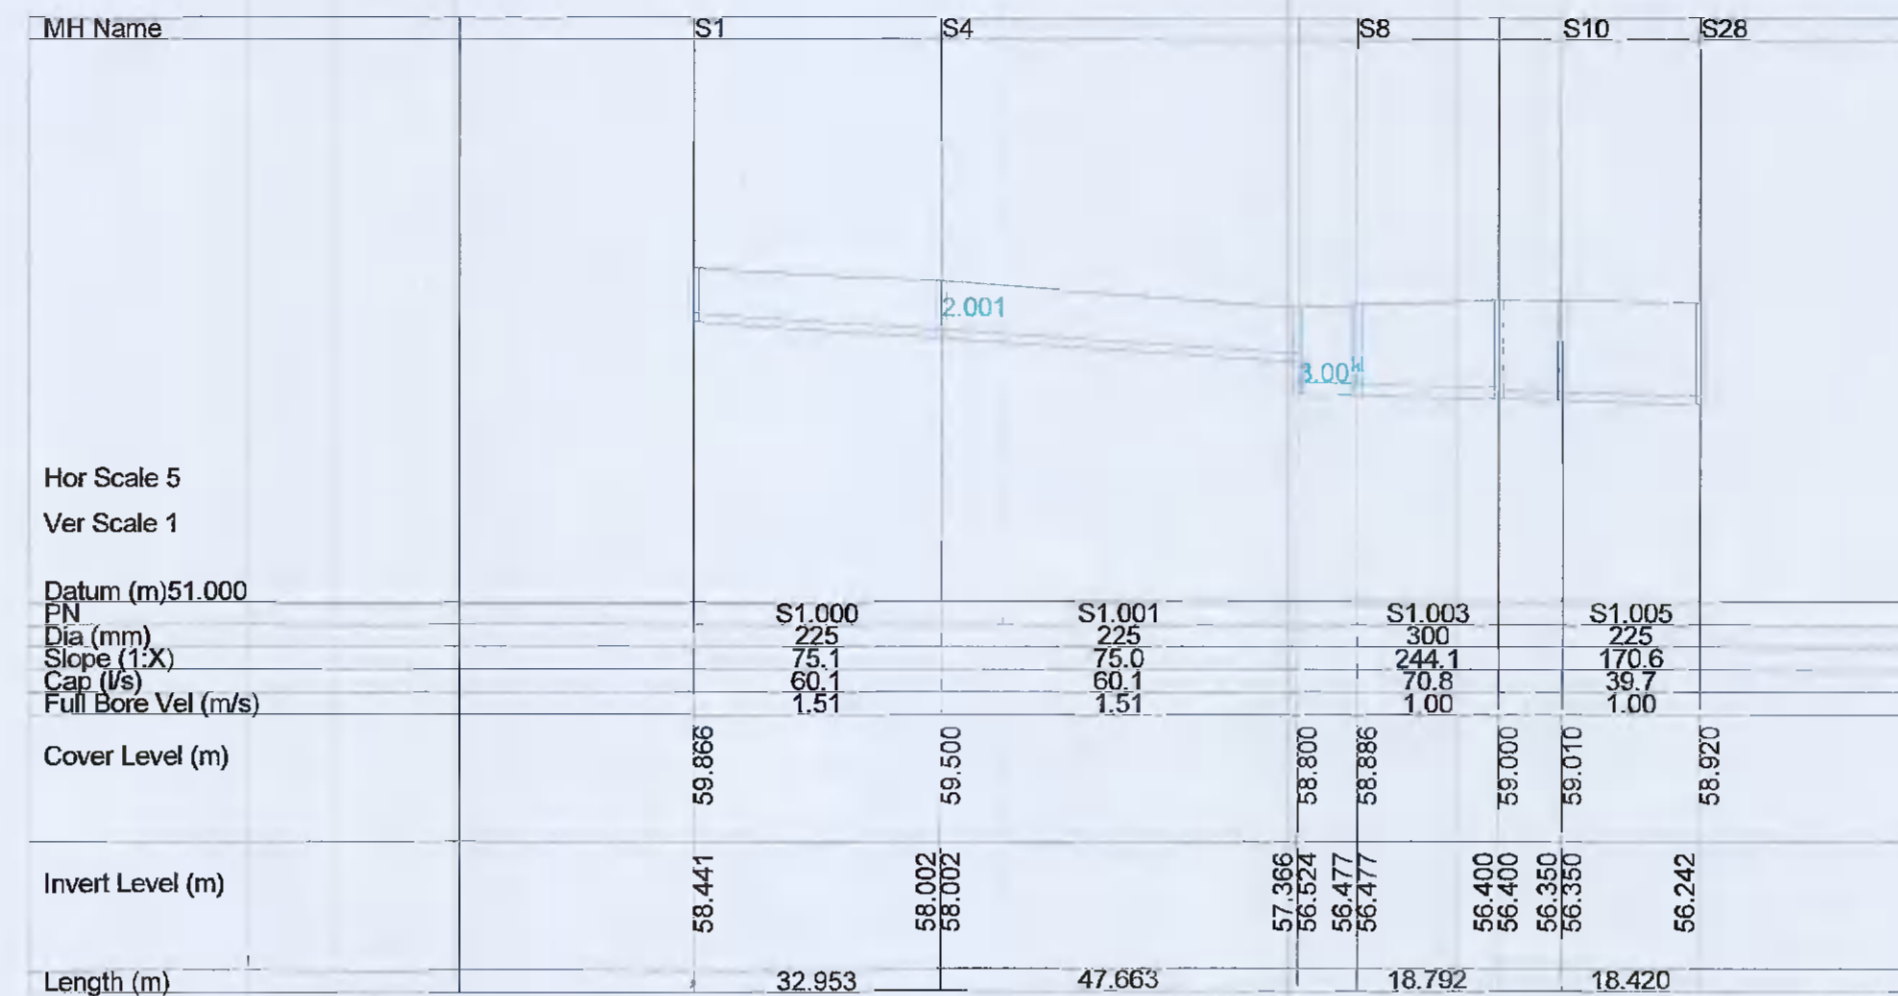 MH Name S1 S4 S8 S10 S28
2.001
3.00
Hor Scale 5
Ver Scale 1
Datum (m)51.000
PN S1.000 S1.001 S1.003 S1.005
Dia (mm) 225 225 300 225
Slope (1:X) 75.1 75.0 244.1 170.6
Cap (l/s) 60.1 60.1 70.8 39.7
Full Bore Vel (m/s) 1.51 1.51 1.00 1.00
Cover Level (m) 59.866 59.500 58.800 58.886 59.000 59.010 58.920
Invert Level (m) 58.441 58.002 58.002 57.366 56.524 56.477 56.477 56.400 56.400 56.350 56.350 56.242
Length (m) 32.953 47.663 18.792 18.420